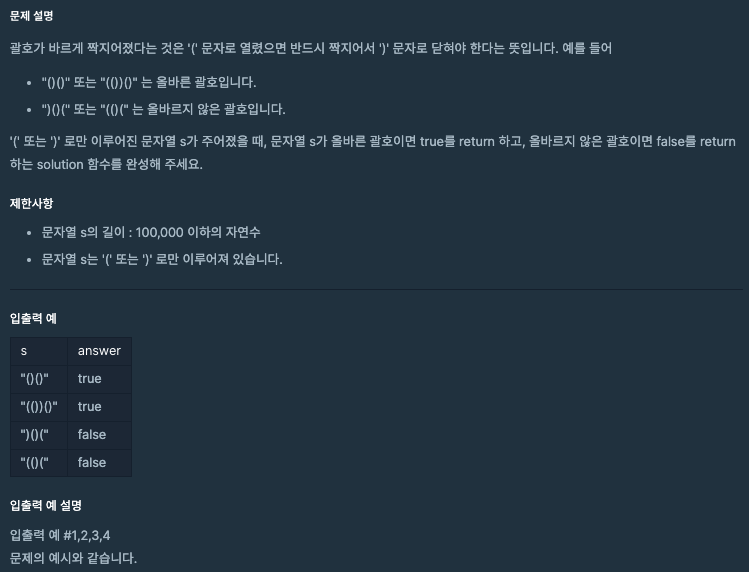 문제 설명
괄호가 바르게 짝지어졌다는 것은 '(' 문자로 열렸으면 반드시 짝지어서 ')' 문자로 닫혀야 한다는 뜻입니다. 예를 들어
• "()()" 또는 "(())()" 는 올바른 괄호입니다.
• ")()(" 또는 "(()(" 는 올바르지 않은 괄호입니다.
'(' 또는 ')' 로만 이루어진 문자열 s가 주어졌을 때, 문자열 s가 올바른 괄호이면 true를 return 하고, 올바르지 않은 괄호이면 false를 return
하는 solution 함수를 완성해 주세요.
제한사항
• 문자열 s의 길이 : 100,000 이하의 자연수
• 문자열 s는 '(' 또는 ')' 로만 이루어져 있습니다.
입출력 예
s answer
"()()" true
"(())()" true
")()(" false
"(()(" false
입출력 예 설명
입출력 예 #1,2,3,4
문제의 예시와 같습니다.